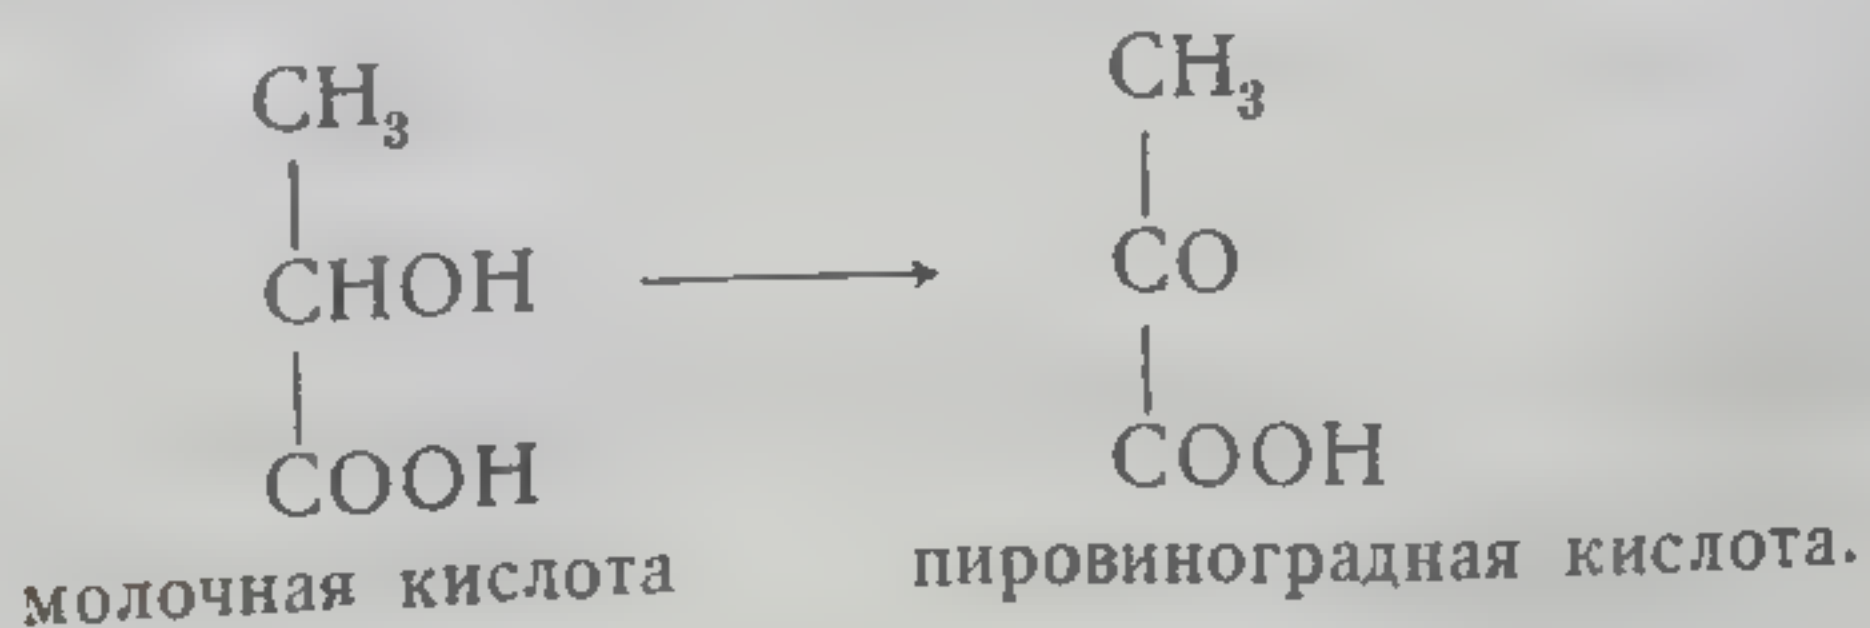 CH₃ CH₃
CHOH CO
COOH COOH
молочная кислота пировиноградная кислота.